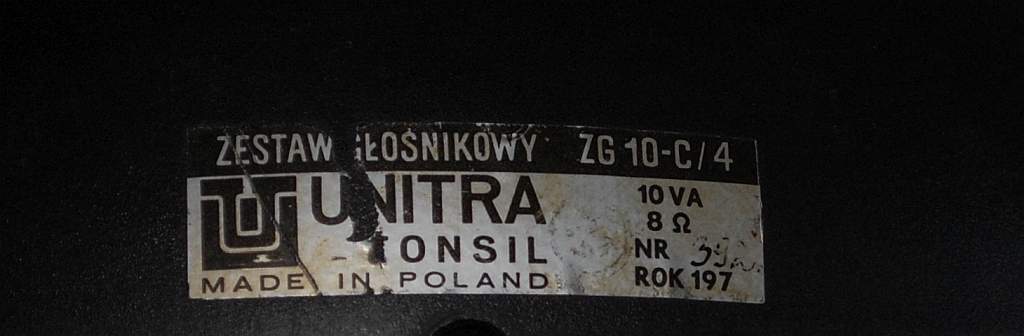 ZESTAW GŁOŚNIKOWY ZG 10-C/4
UNITRA
TONSIL
MADE IN POLAND
10 VA
8 Ω
NR
ROK 197